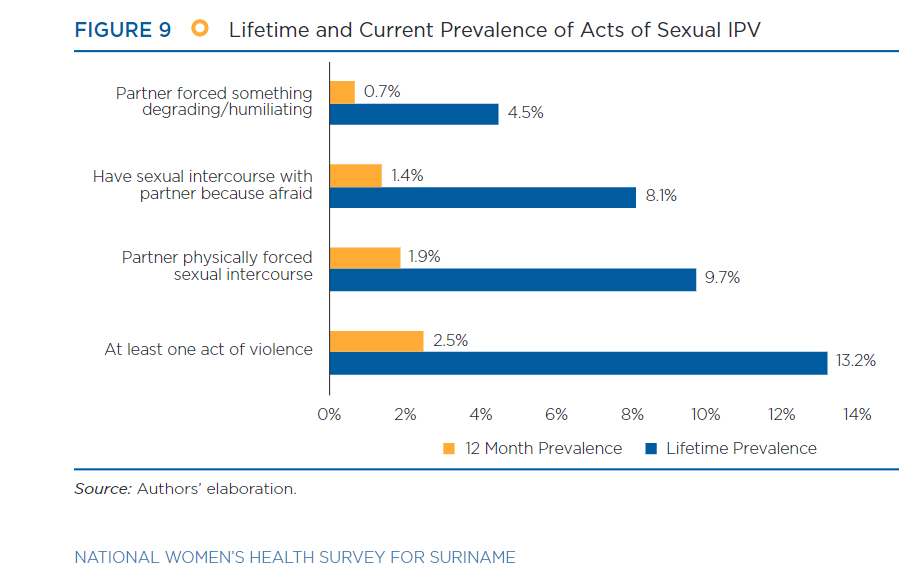 FIGURE 9 Lifetime and Current Prevalence of Acts of Sexual IPV
Partner forced something
degrading/humiliating
0.7%
4.5%
Have sexual intercourse with
partner because afraid
1.4%
8.1%
Partner physically forced
sexual intercourse
1.9%
9.7%
At least one act of violence
2.5%
13.2%
0% 2% 4% 6% 8% 10% 12% 14%
12 Month Prevalence Lifetime Prevalence
Source: Authors’ elaboration.
NATIONAL WOMEN’S HEALTH SURVEY FOR SURINAME